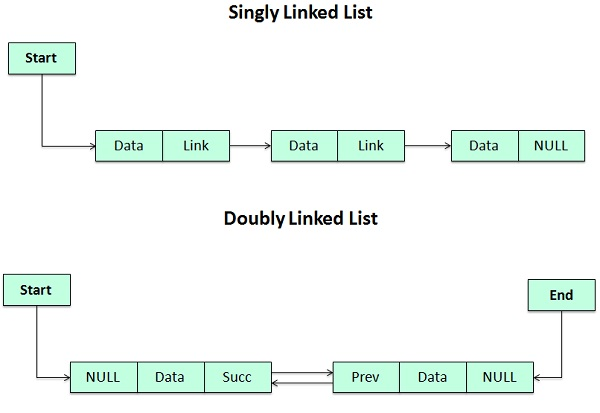 Singly Linked List
Start
Data Link Data Link Data NULL
Doubly Linked List
Start End
NULL Data Succ Prev Data NULL